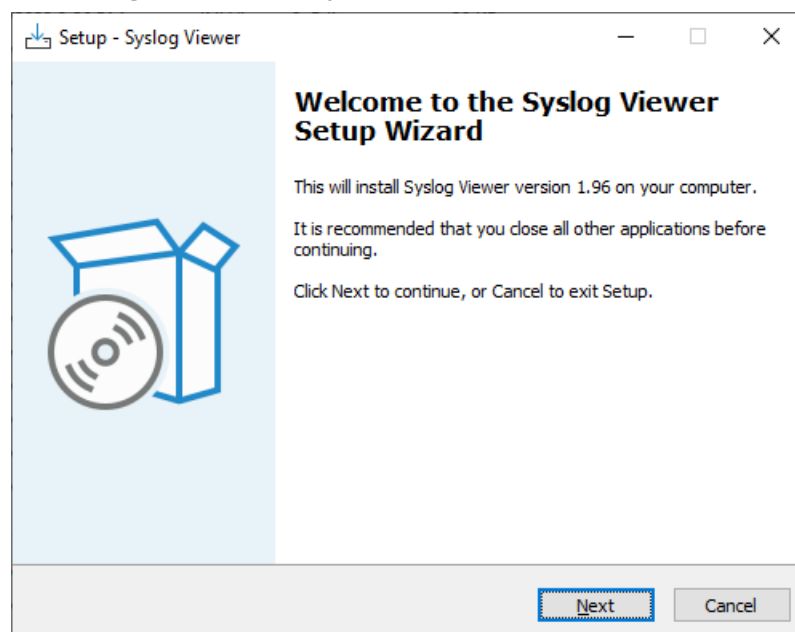 Setup - Syslog Viewer
Welcome to the Syslog Viewer
Setup Wizard
This will install Syslog Viewer version 1.96 on your computer.
It is recommended that you close all other applications before
continuing.
Click Next to continue, or Cancel to exit Setup.
Next
Cancel